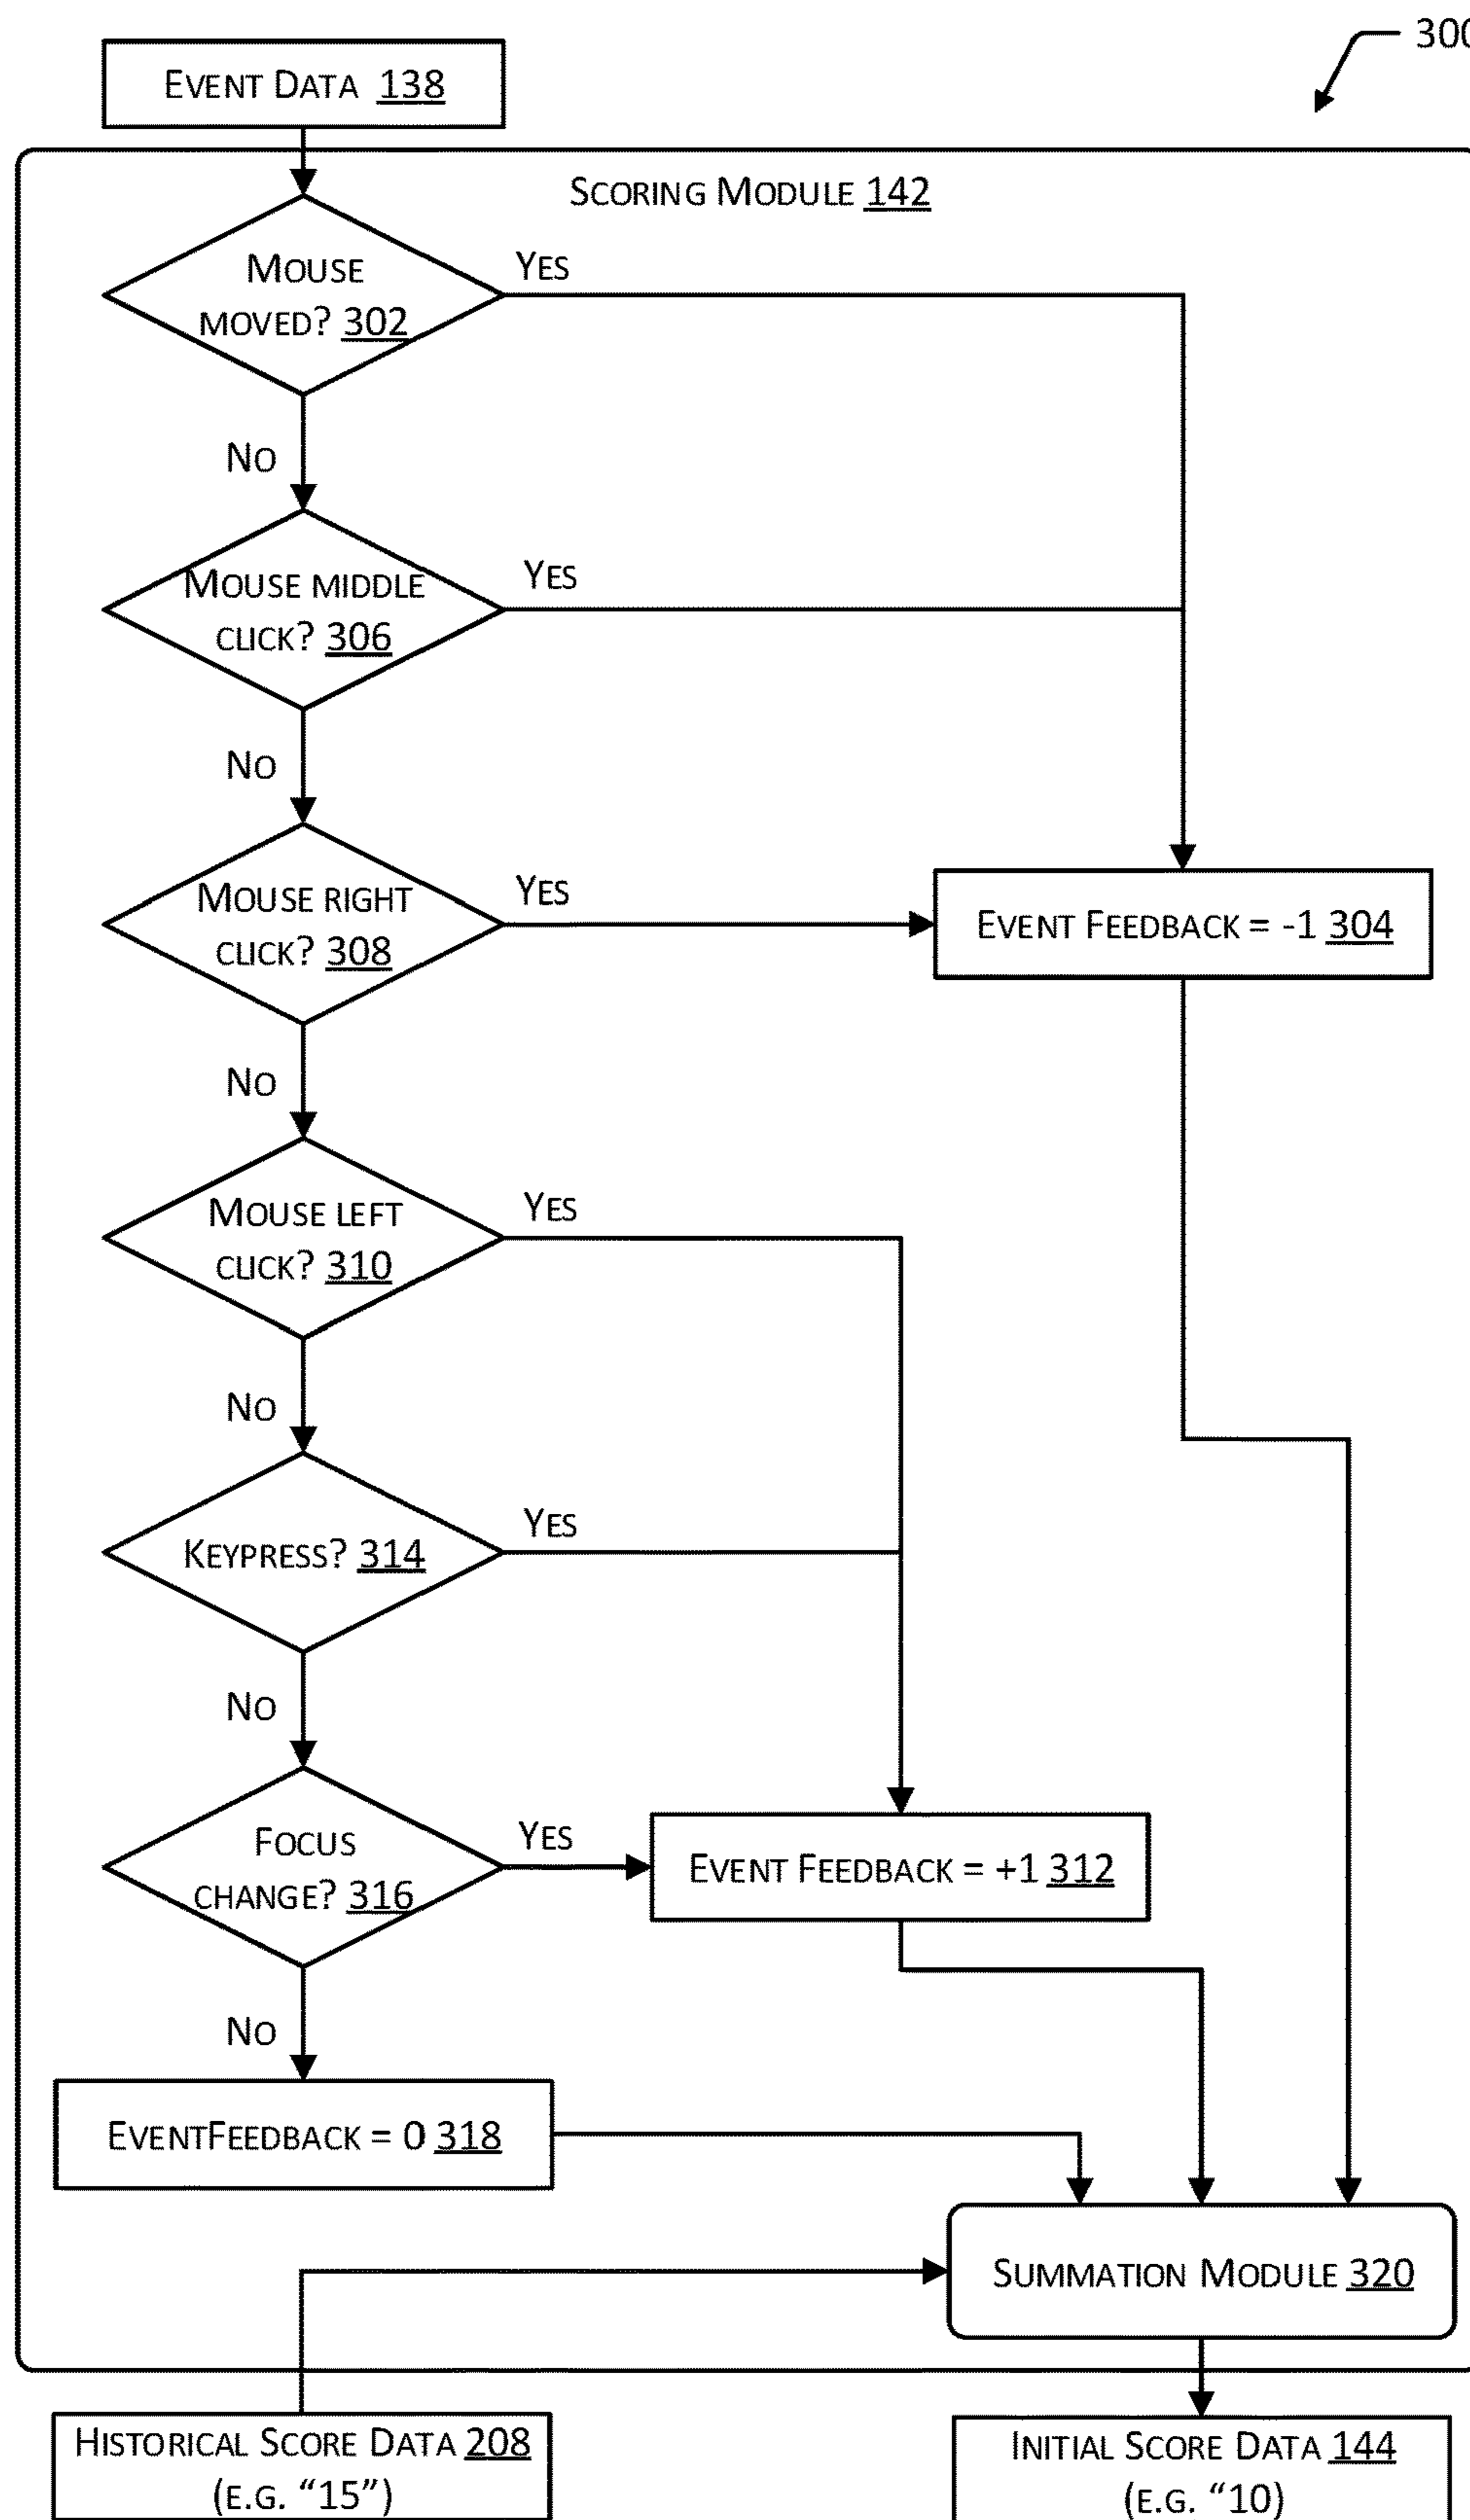 300
EVENT DATA 138
SCORING MODULE 142
MOUSE
MOVED? 302
YES
NO
MOUSE MIDDLE
CLICK? 306
YES
NO
MOUSE RIGHT
CLICK? 308
YES
EVENT FEEDBACK = -1 304
NO
MOUSE LEFT
CLICK? 310
YES
NO
KEYPRESS? 314
YES
NO
FOCUS
CHANGE? 316
YES
EVENT FEEDBACK = +1 312
NO
EVENTFEEDBACK = 0 318
SUMMATION MODULE 320
HISTORICAL SCORE DATA 208
(E.G. “15”)
INITIAL SCORE DATA 144
(E.G. “10)